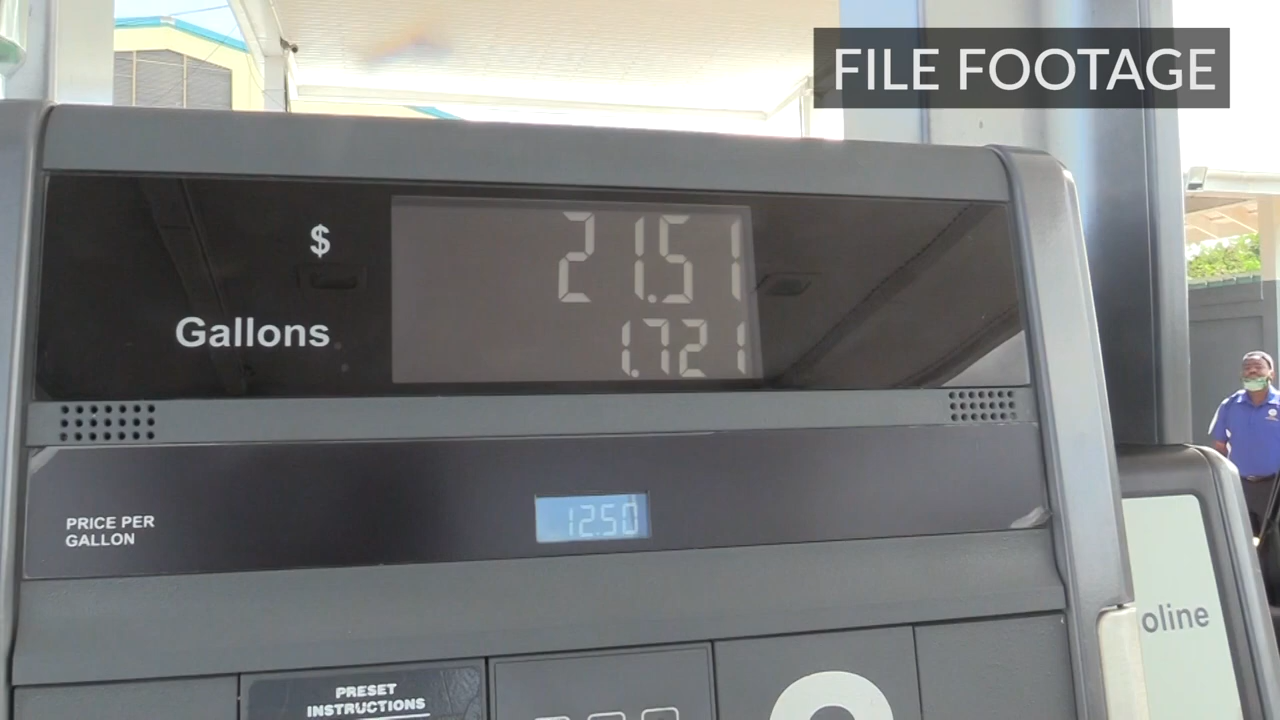 FILE FOOTAGE
$ 21.51
Gallons 1.721
PRICE PER
GALLON
12.50
PRESET
INSTRUCTIONS
oline